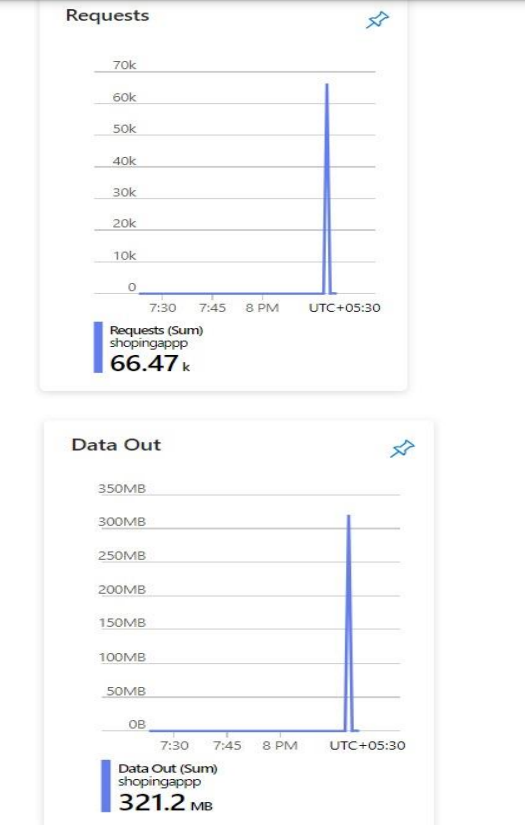 Requests
70k
60k
50k
40k
30k
20k
10k
0
7:30 7:45 8 PM UTC+05:30
Requests (Sum)
shopingappp
66.47 k
Data Out
350MB
300MB
250MB
200MB
150MB
100MB
50MB
0B
7:30 7:45 8 PM UTC+05:30
Data Out (Sum)
shopingappp
321.2 MB